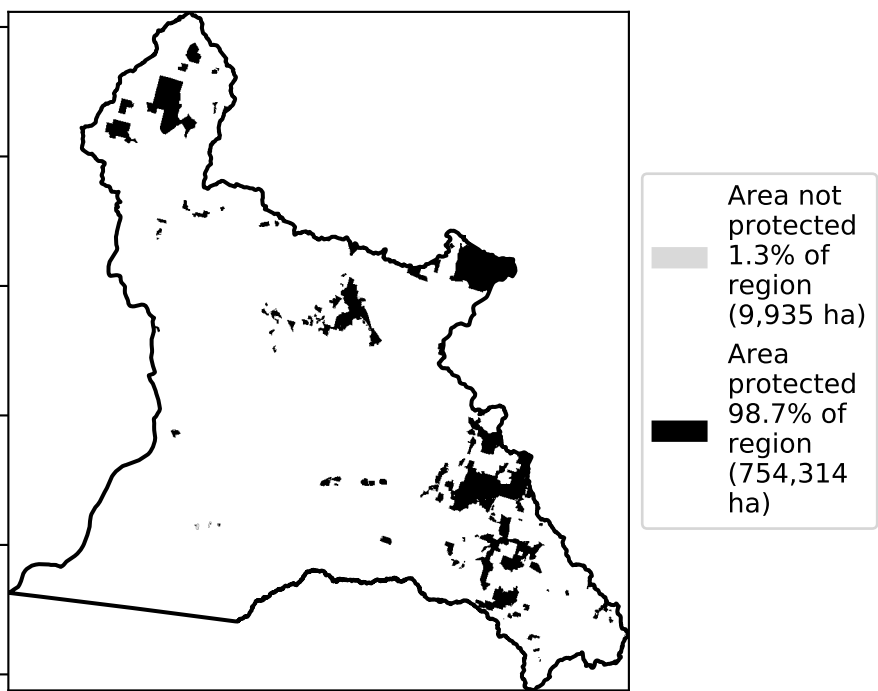 Area not
protected
1.3% of
region
(9,935 ha)
Area
protected
98.7% of
region
(754,314
ha)